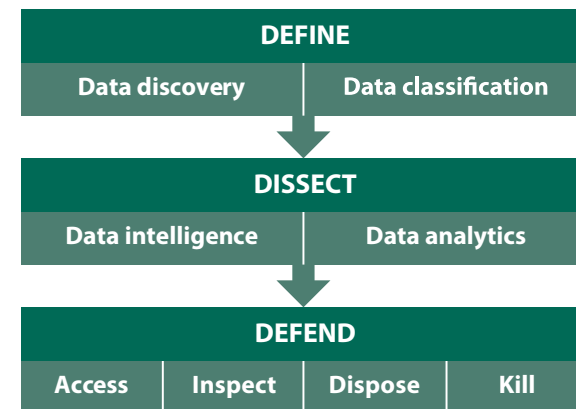 DEFINE
Data discovery Data classification
DISSECT
Data intelligence Data analytics
DEFEND
Access Inspect Dispose Kill